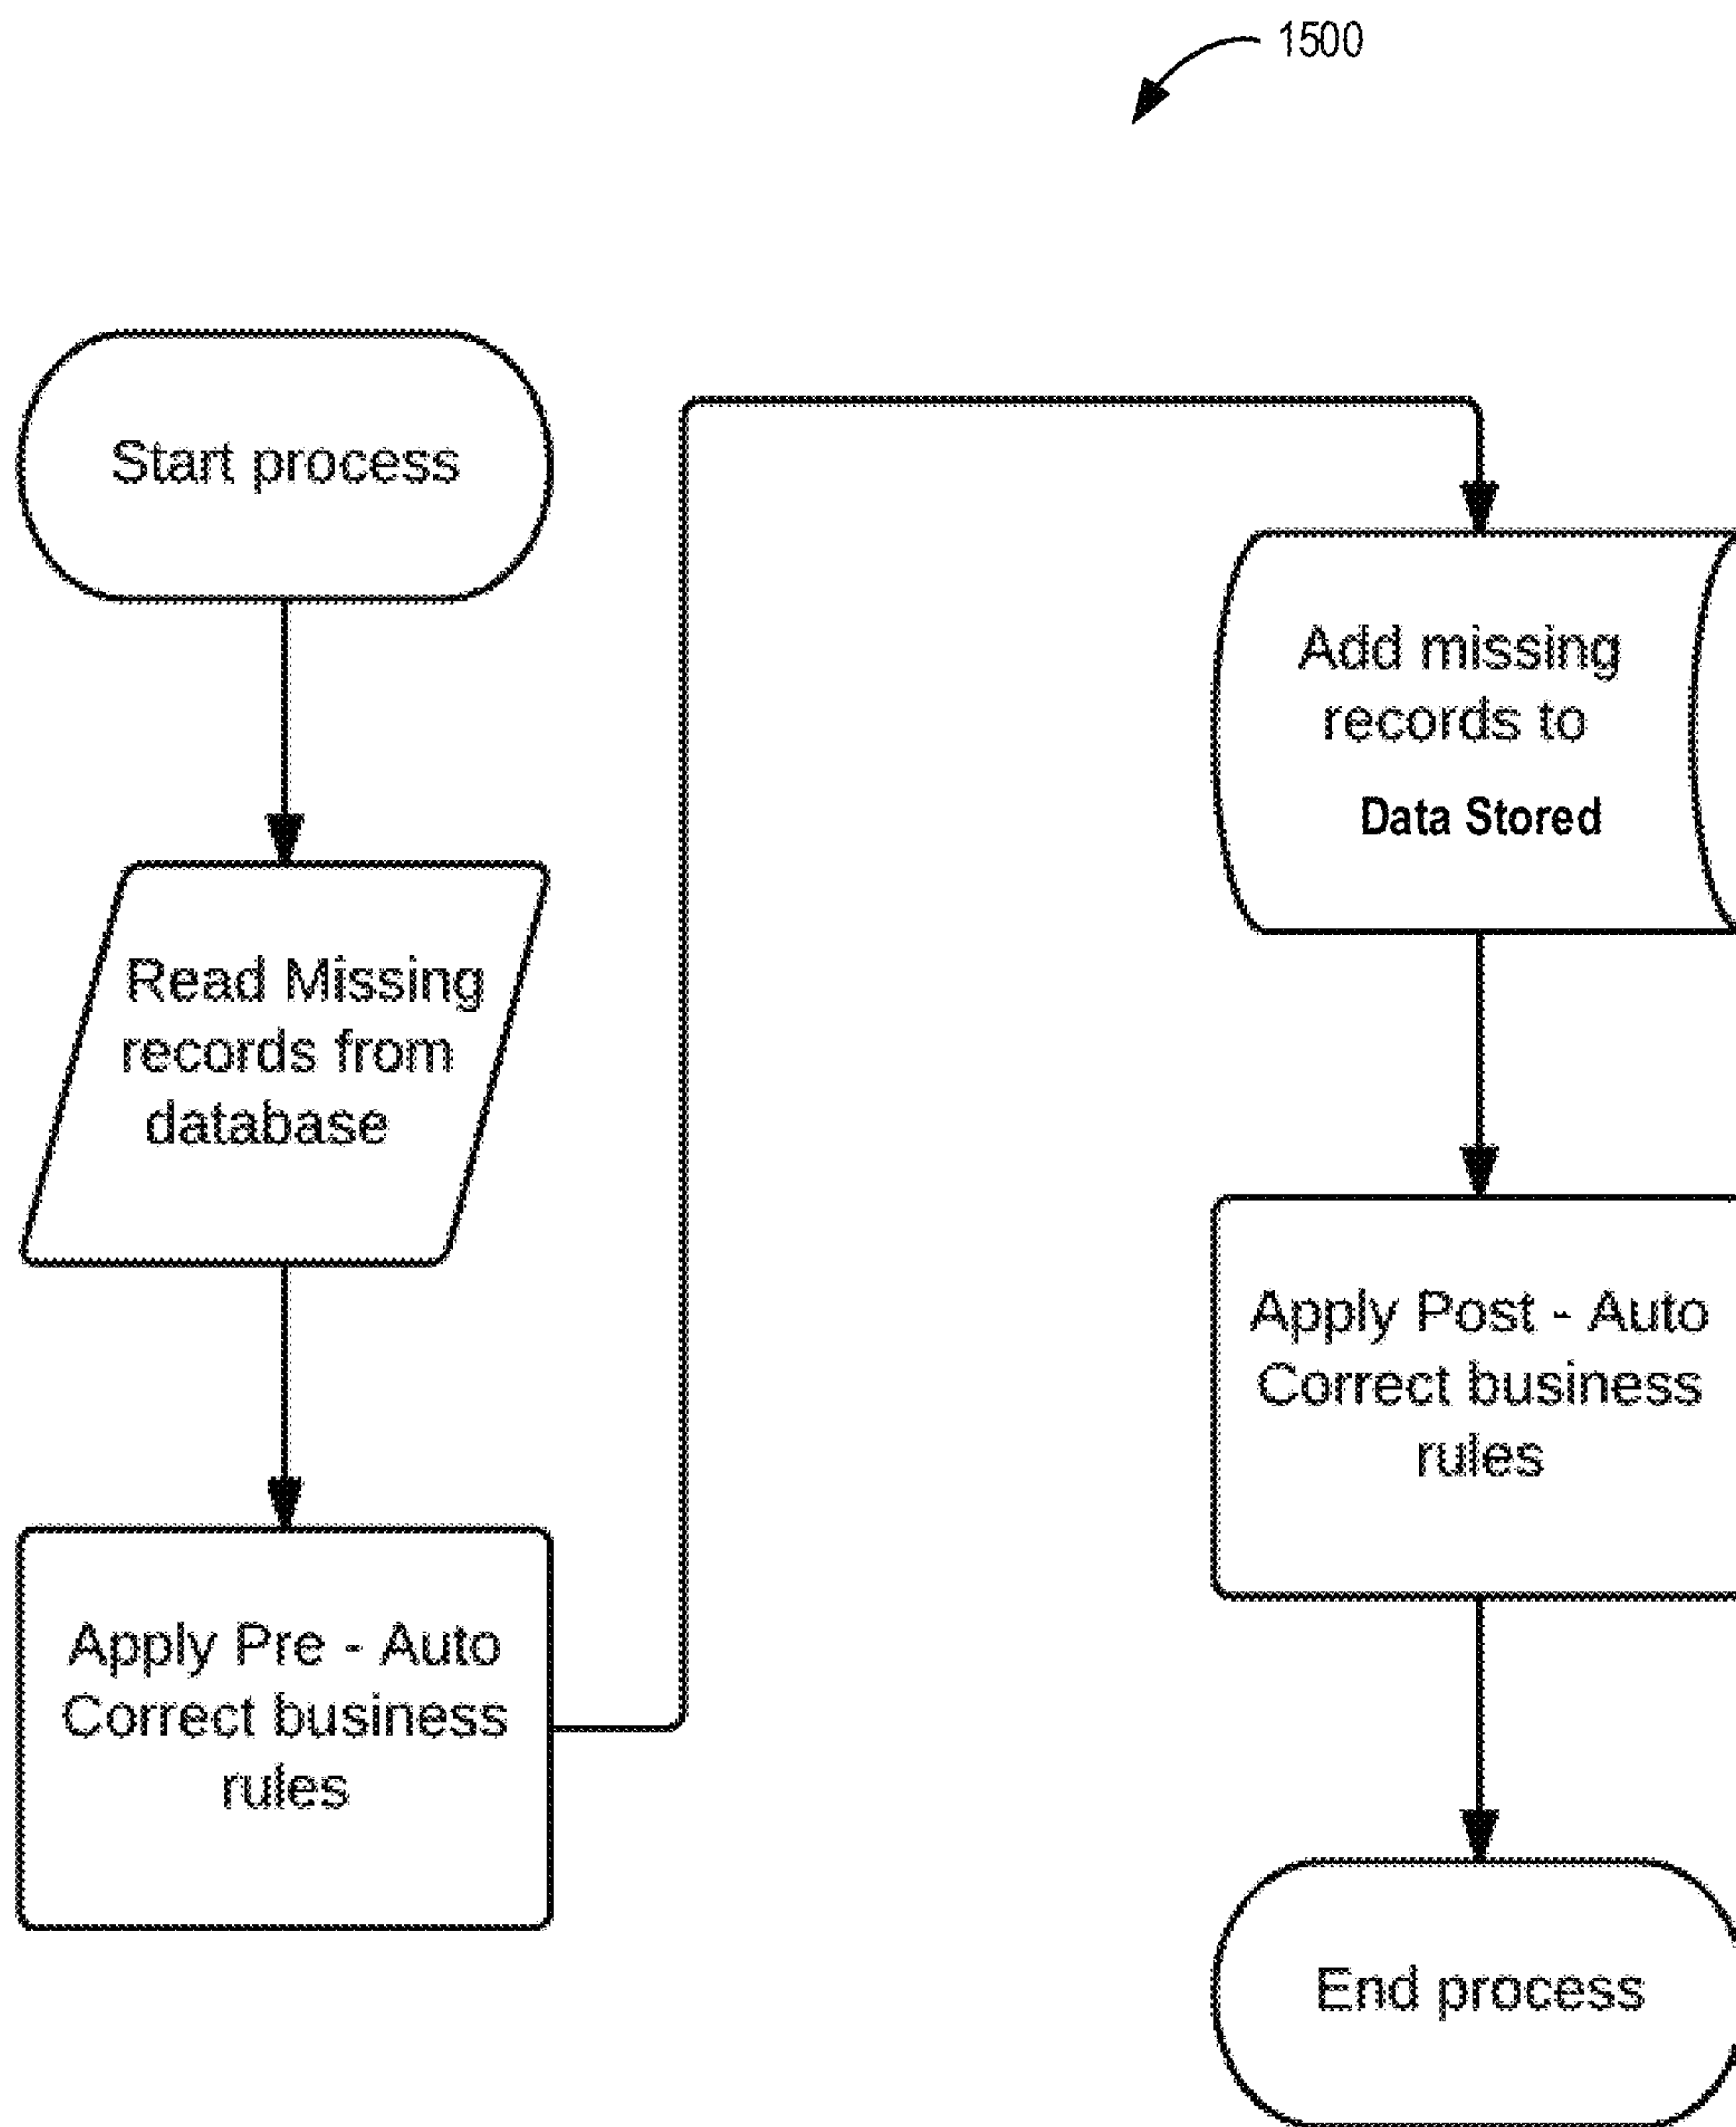 1500
Start process
Read Missing
records from
database
Apply Pre - Auto
Correct business
rules
Add missing
records to
Data Stored
Apply Post - Auto
Correct business
rules
End process